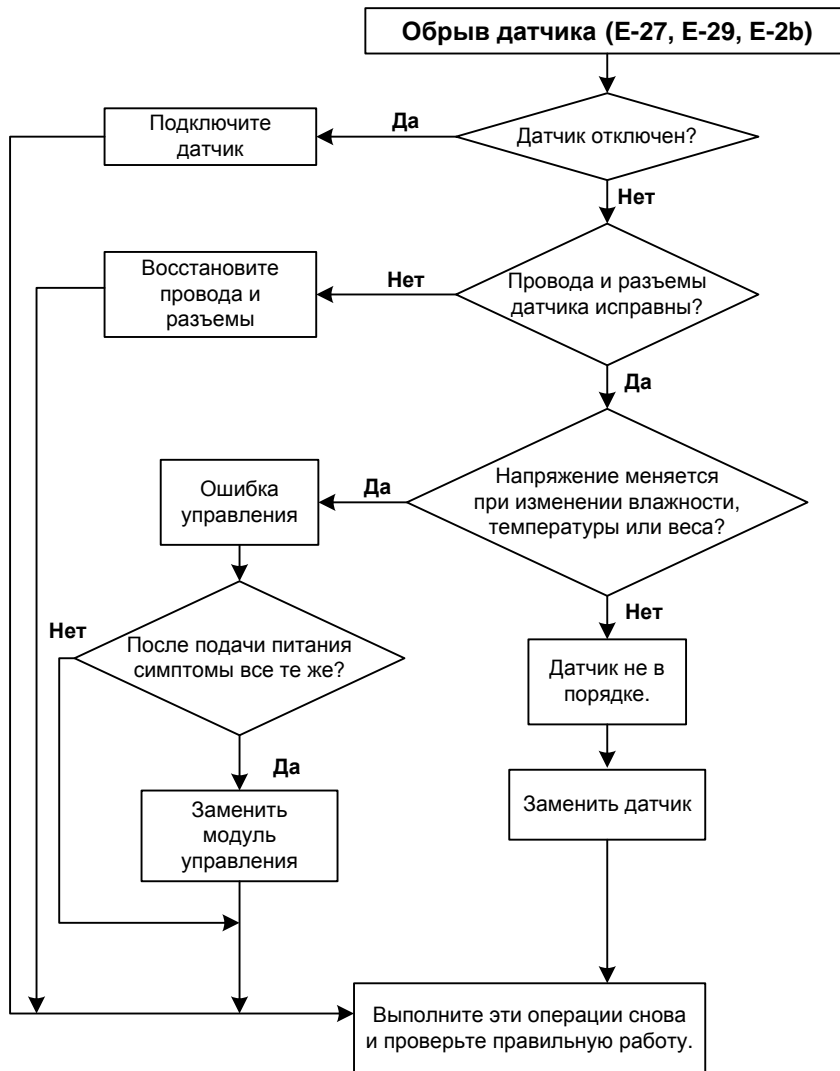 Обрыв датчика (E-27, E-29, E-2b)
Подключите
датчик
Да
Датчик отключен?
Нет
Восстановите
провода и
разъемы
Нет
Провода и разъемы
датчика исправны?
Да
Ошибка
управления
Да
Напряжение меняется
при изменении влажности,
температуры или веса?
Нет
Нет
После подачи питания
симптомы все те же?
Датчик не в
порядке.
Да
Заменить
модуль
управления
Заменить датчик
Выполните эти операции снова
и проверьте правильную работу.